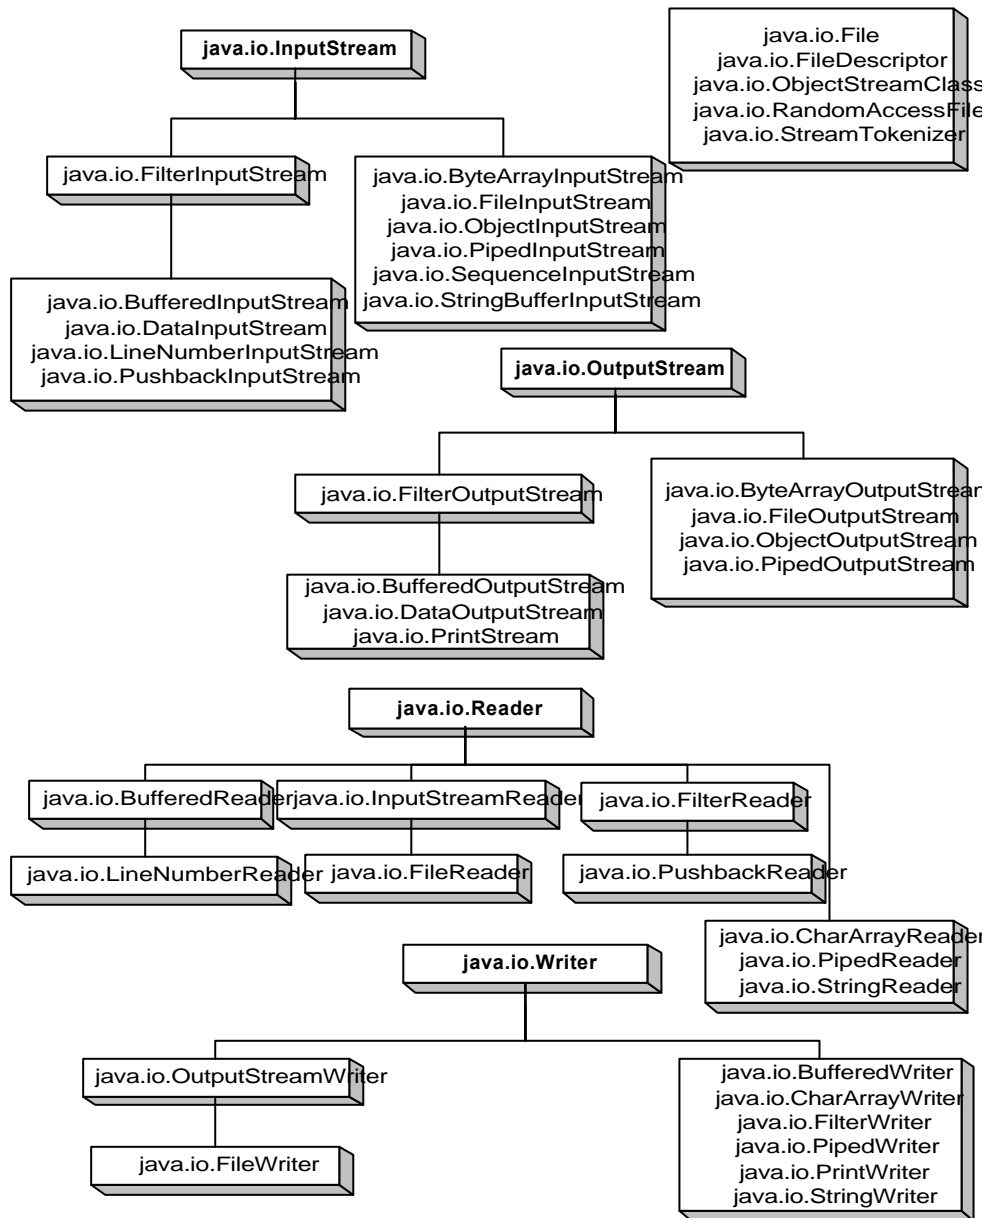 java.io.InputStream
java.io.File
java.io.FileDescriptor
java.io.ObjectStreamClass
java.io.RandomAccessFile
java.io.StreamTokenizer
java.io.FilterInputStream
java.io.ByteArrayInputStream
java.io.FileInputStream
java.io.ObjectInputStream
java.io.PipedInputStream
java.io.SequenceInputStream
java.io.StringBufferInputStream
java.io.BufferedInputStream
java.io.DataInputStream
java.io.LineNumberInputStream
java.io.PushbackInputStream
java.io.OutputStream
java.io.FilterOutputStream
java.io.ByteArrayOutputStream
java.io.FileOutputStream
java.io.ObjectOutputStream
java.io.PipedOutputStream
java.io.BufferedOutputStream
java.io.DataOutputStream
java.io.PrintStream
java.io.Reader
java.io.BufferedReader
java.io.InputStreamReader
java.io.FilterReader
java.io.LineNumberReader
java.io.FileReader
java.io.PushbackReader
java.io.CharArrayReader
java.io.PipedReader
java.io.StringReader
java.io.Writer
java.io.OutputStreamWriter
java.io.FileWriter
java.io.BufferedWriter
java.io.CharArrayWriter
java.io.FilterWriter
java.io.PipedWriter
java.io.PrintWriter
java.io.StringWriter